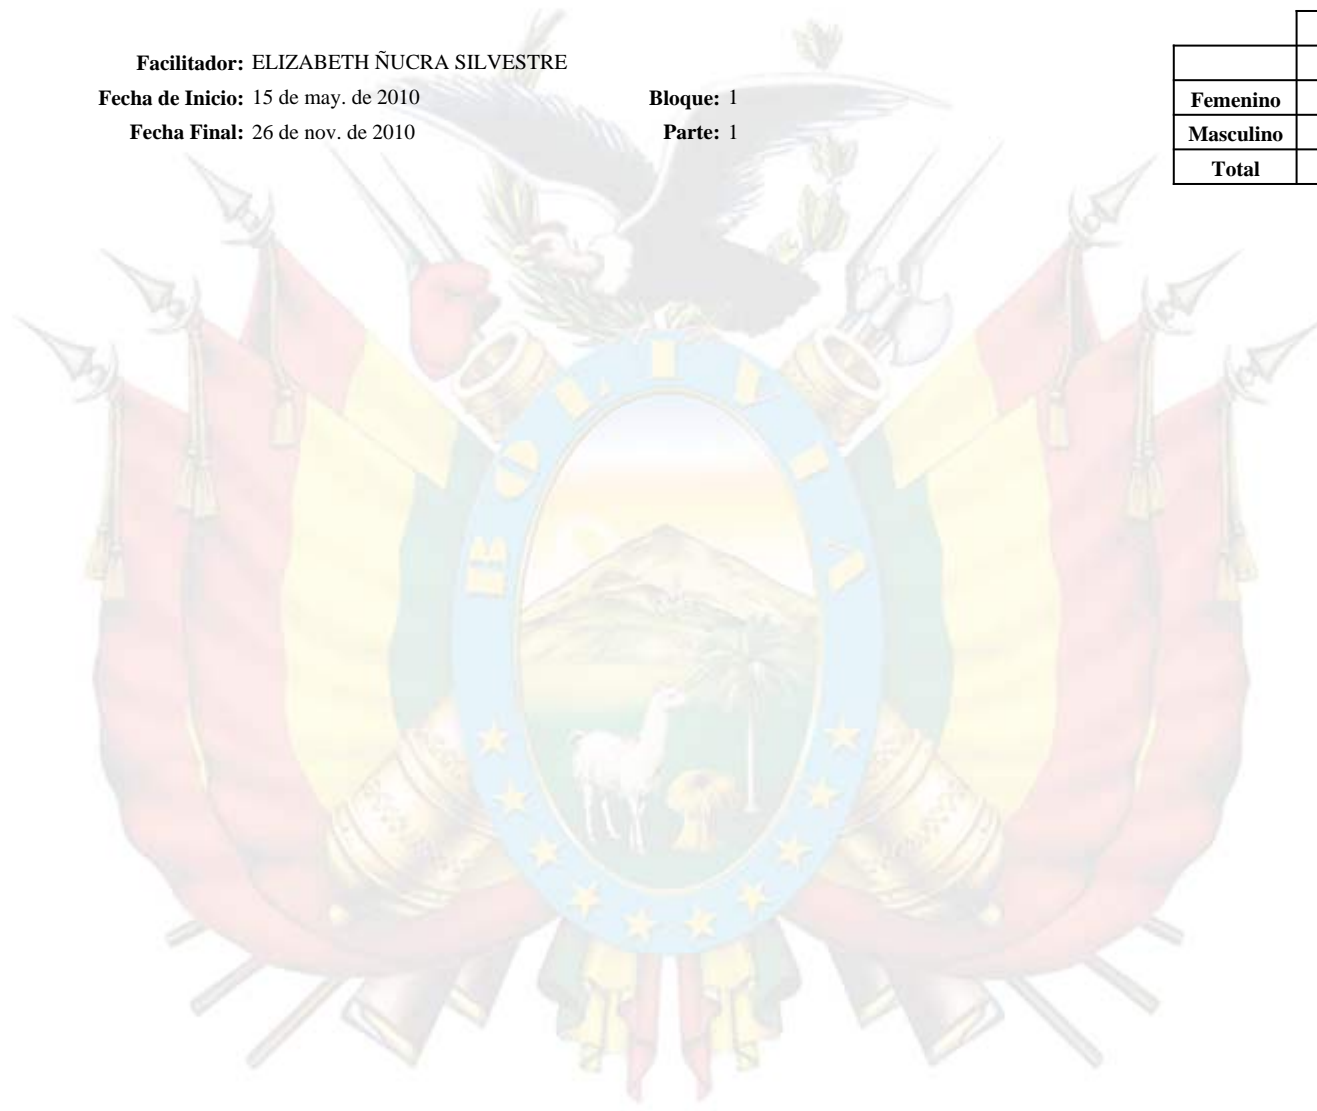 Facilitador: ELIZABETH ÑUCRA SILVESTRE
Fecha de Inicio: 15 de may. de 2010 Bloque: 1
Fecha Final: 26 de nov. de 2010 Parte: 1
Femenino
Masculino
Total
BOLIVIA